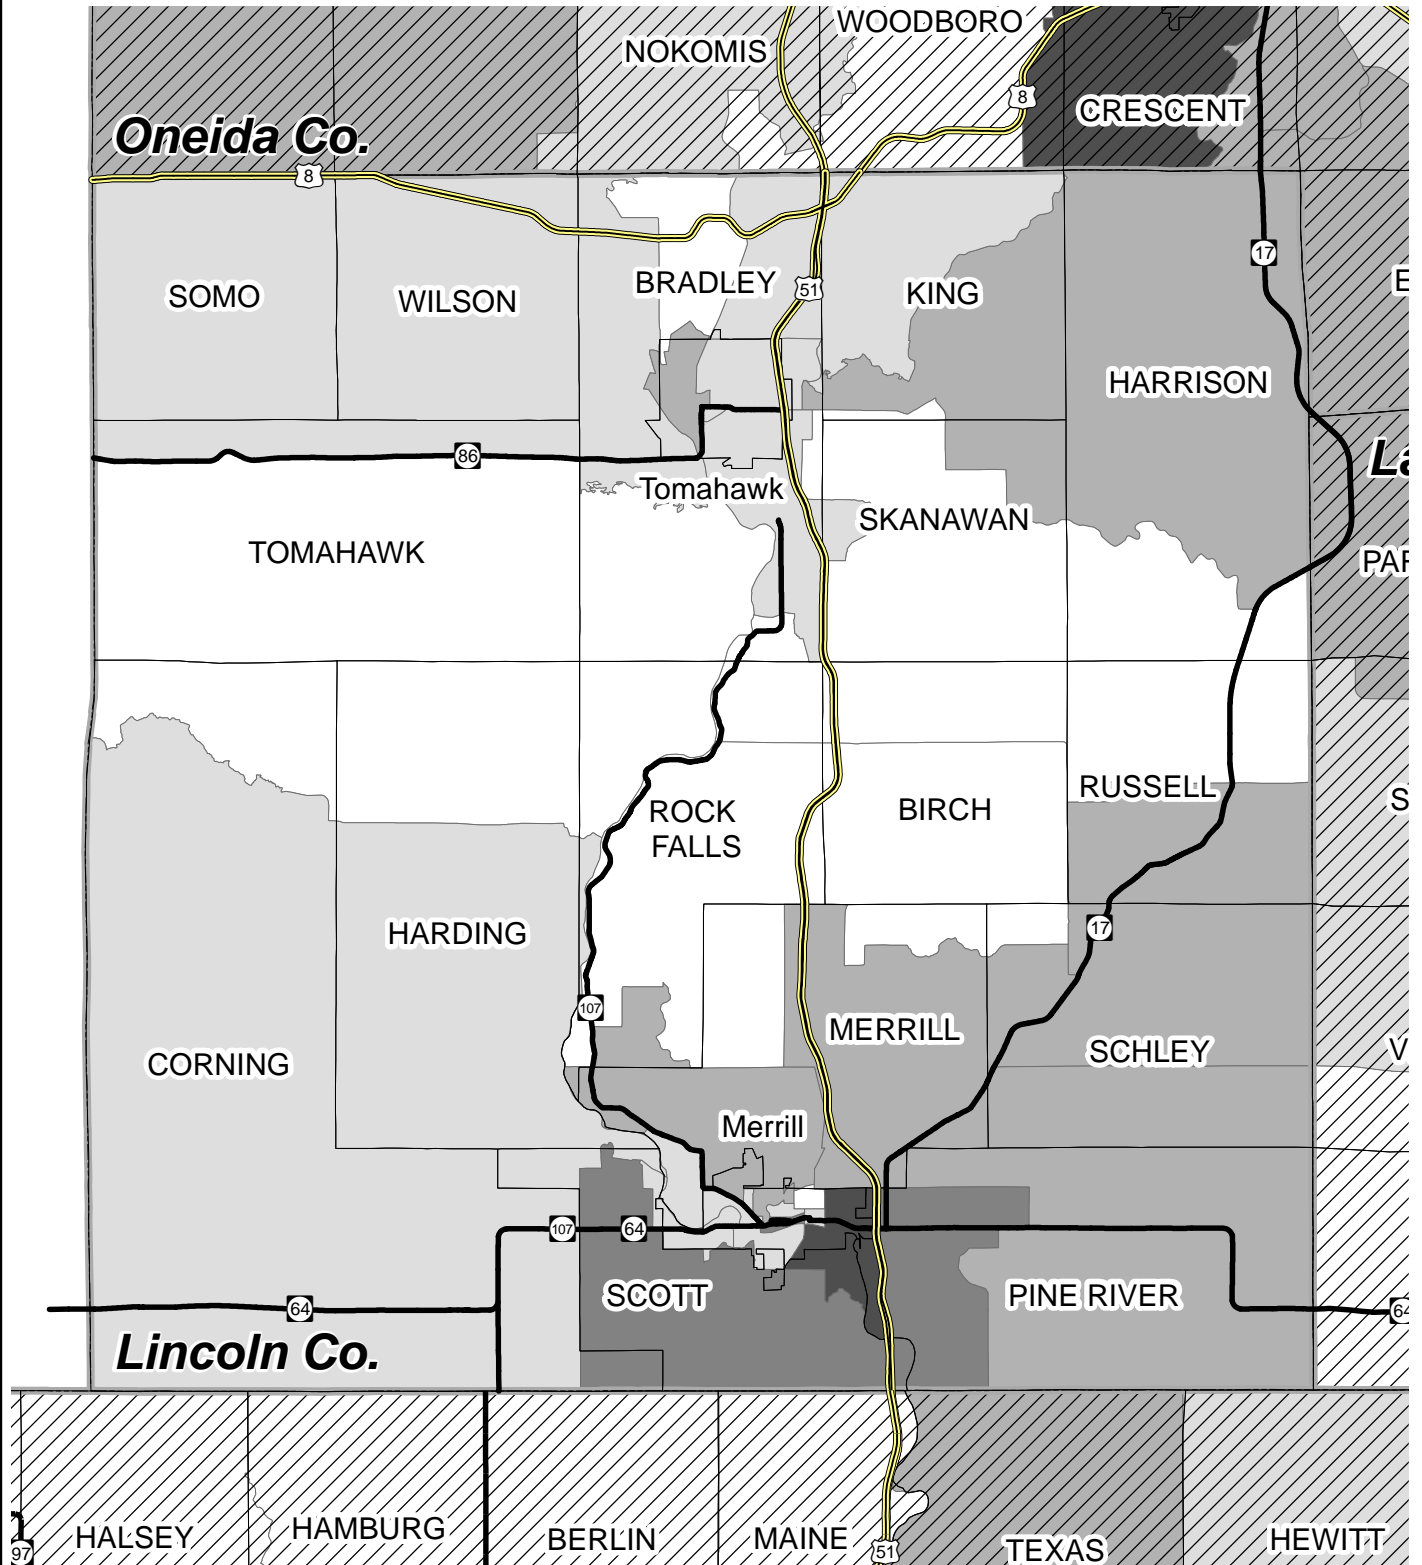 WOODBORO
NOKOMIS
8
CRESCENT
Oneida Co.
8
17
E
BRADLEY
51
SOMO
WILSON
KING
HARRISON
86
La
Tomahawk
SKANAWAN
TOMAHAWK
PAR
RUSSELL
S
ROCK
FALLS
BIRCH
HARDING
17
107
MERRILL
SCHLEY
V
CORNING
Merrill
107
64
SCOTT
PINE RIVER
64
64
Lincoln Co.
HALSEY
HAMBURG
BERLIN
MAINE
TEXAS
HEWITT
97
51